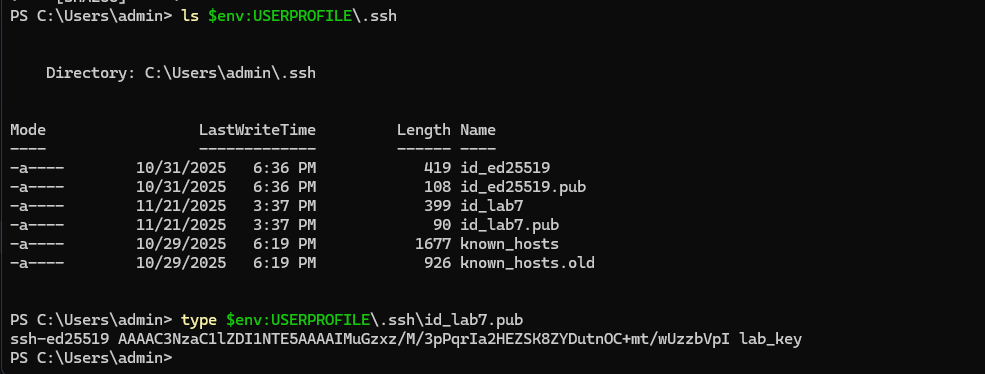 PS C:\Users\admin> ls $env:USERPROFILE\.ssh
Directory: C:\Users\admin\.ssh
Mode LastWriteTime Length Name
---- ------------- ------ ----
-a---- 10/31/2025 6:36 PM 419 id_ed25519
-a---- 10/31/2025 6:36 PM 108 id_ed25519.pub
-a---- 11/21/2025 3:37 PM 399 id_lab7
-a---- 11/21/2025 3:37 PM 90 id_lab7.pub
-a---- 10/29/2025 6:19 PM 1677 known_hosts
-a---- 10/29/2025 6:19 PM 926 known_hosts.old
PS C:\Users\admin> type $env:USERPROFILE\.ssh\id_lab7.pub
ssh-ed25519 AAAAC3NzaC1lZDI1NTE5AAAAIMuGzxz/M/3pPqrIa2HEZSK8ZYDutnOC+mt/wUzzbVpI lab_key
PS C:\Users\admin>